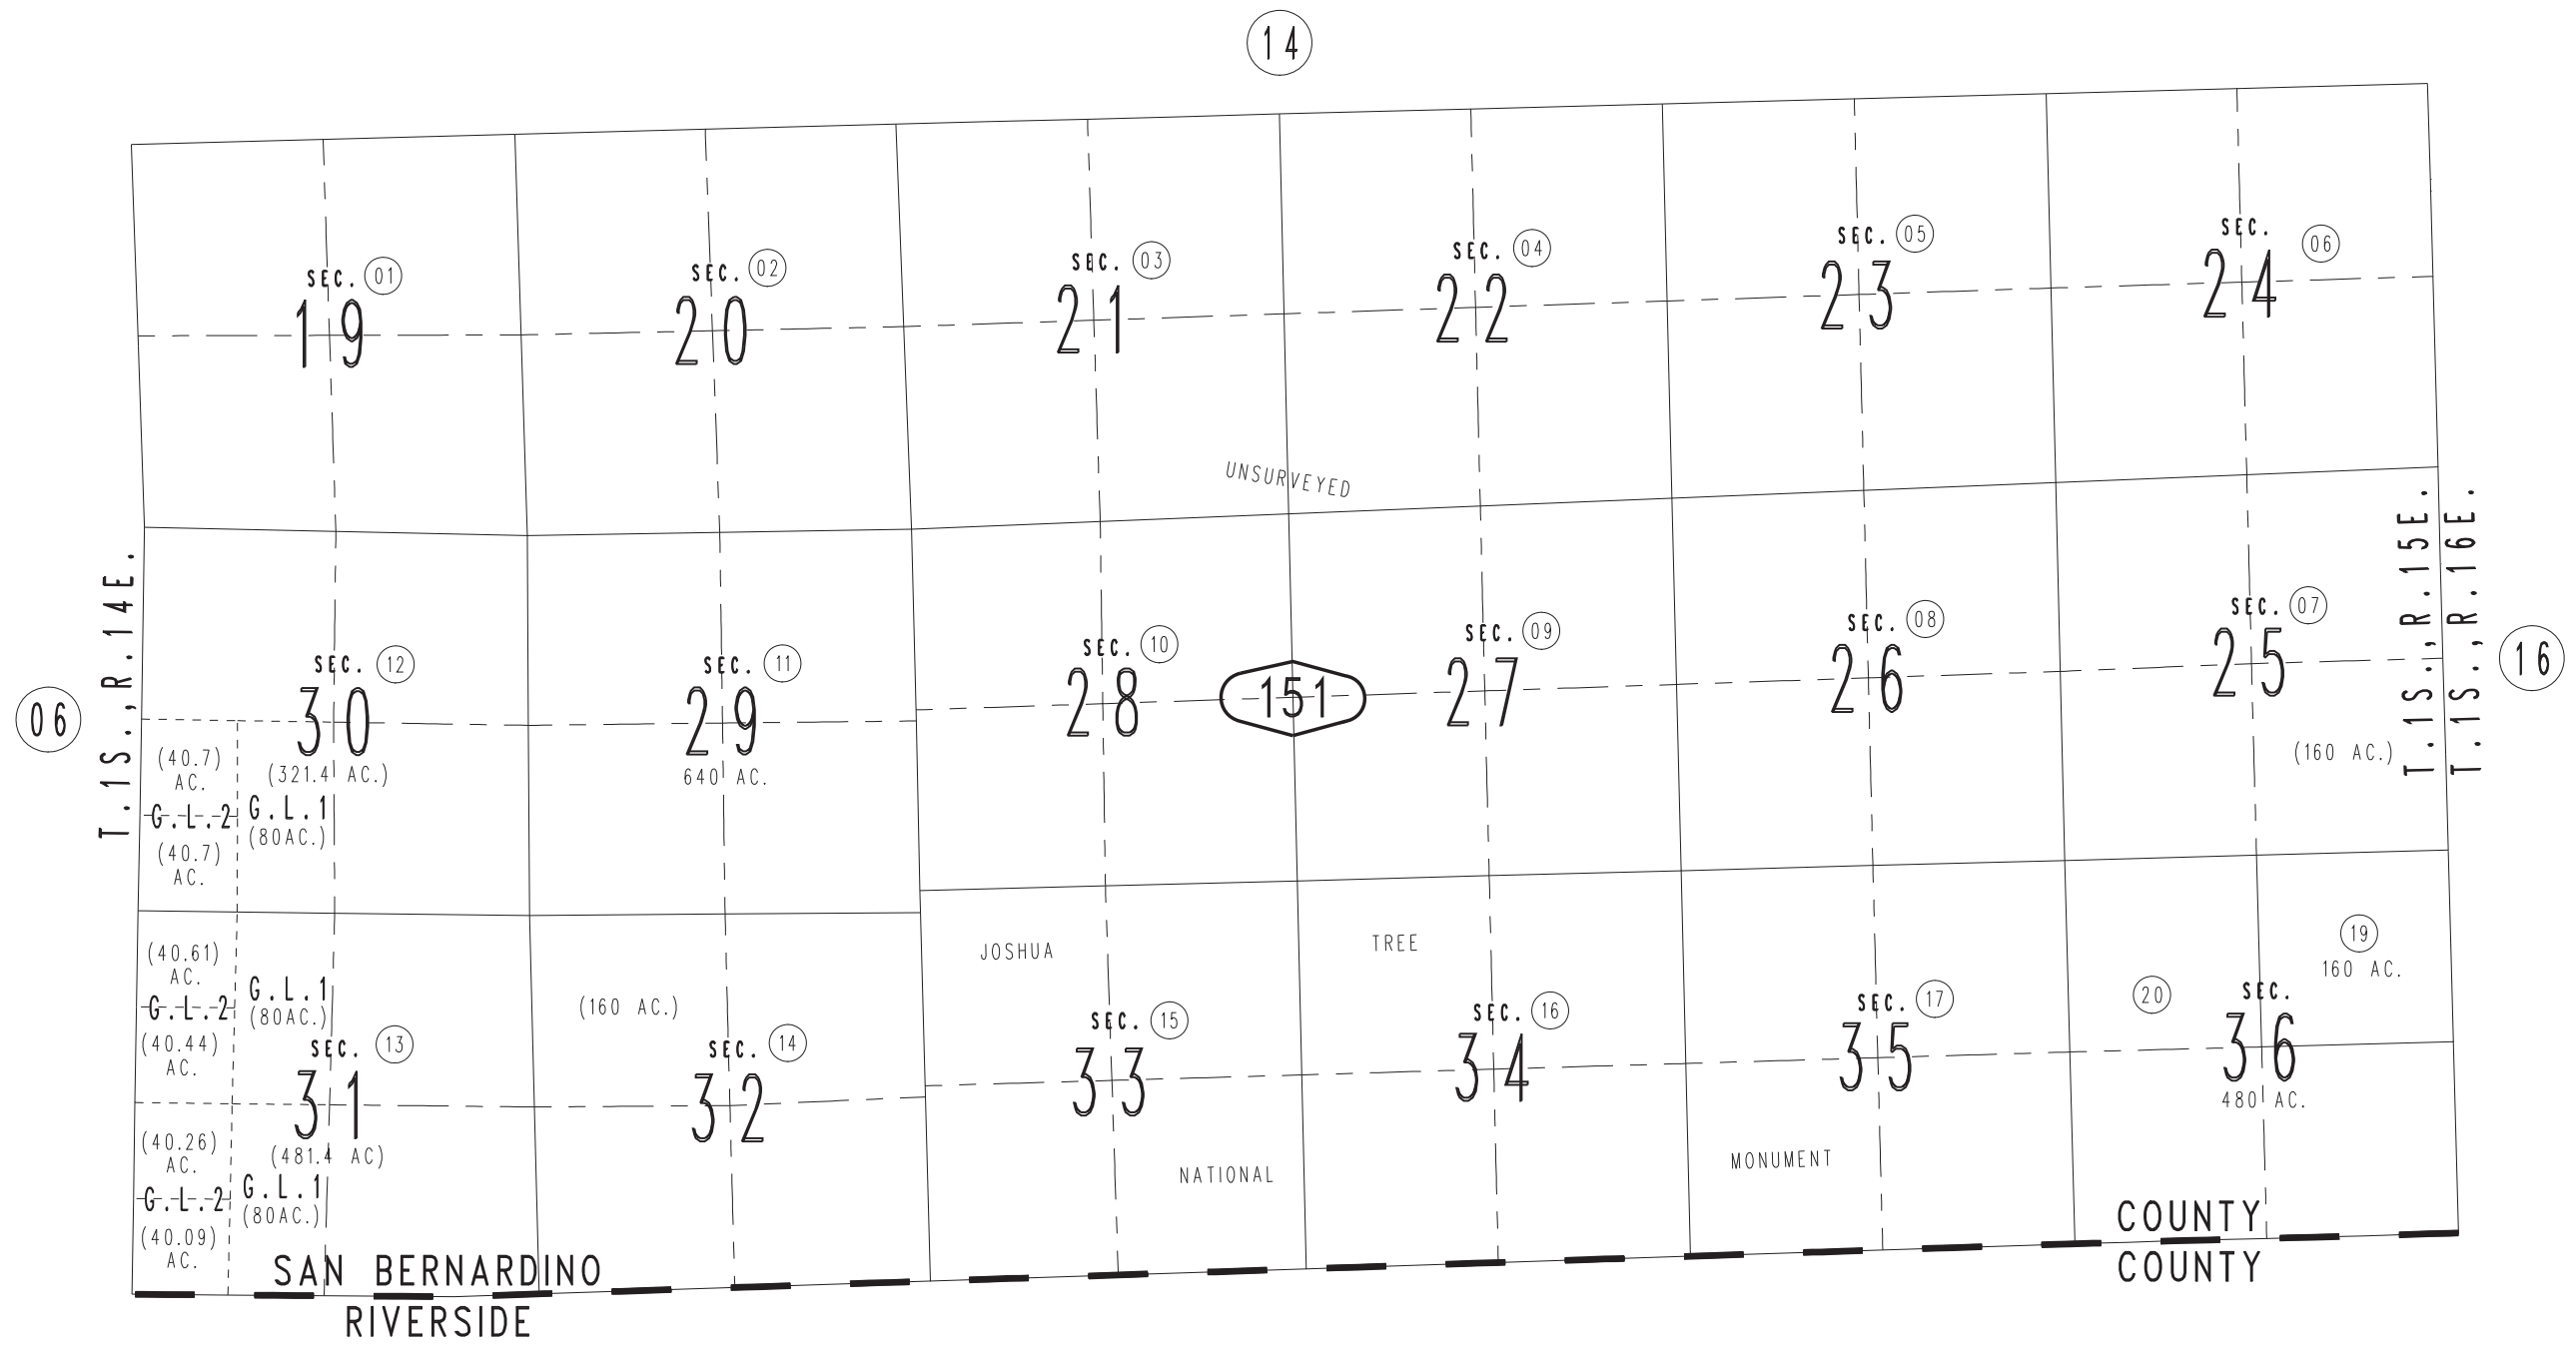 14
SEC. 01
19
SEC. 02
20
SEC. 03
21
SEC. 04
22
SEC. 05
23
SEC. 06
24
UNSURVEYED
T.1S.,R.14E.
06
SEC. 12
30
(321.4 AC.)
(40.7)
AC.
G.L.2
(40.7)
AC.
G.L.1
(80AC.)
SEC. 11
29
640 AC.
SEC. 10
28
151
SEC. 09
27
SEC. 08
26
SEC. 07
25
(160 AC.)
T.1S.,R.15E.
T.1S.,R.16E.
16
(40.61)
AC.
G.L.2
(40.44)
AC.
G.L.1
(80AC.)
SEC. 13
31
(481.4 AC)
(40.26)
AC.
G.L.2
(40.09)
AC.
G.L.1
(80AC.)
(160 AC.)
SEC. 14
32
JOSHUA
TREE
SEC. 15
33
SEC. 16
34
SEC. 17
35
20
SEC.
36
480 AC.
19
160 AC.
NATIONAL
MONUMENT
SAN BERNARDINO
COUNTY
RIVERSIDE
COUNTY